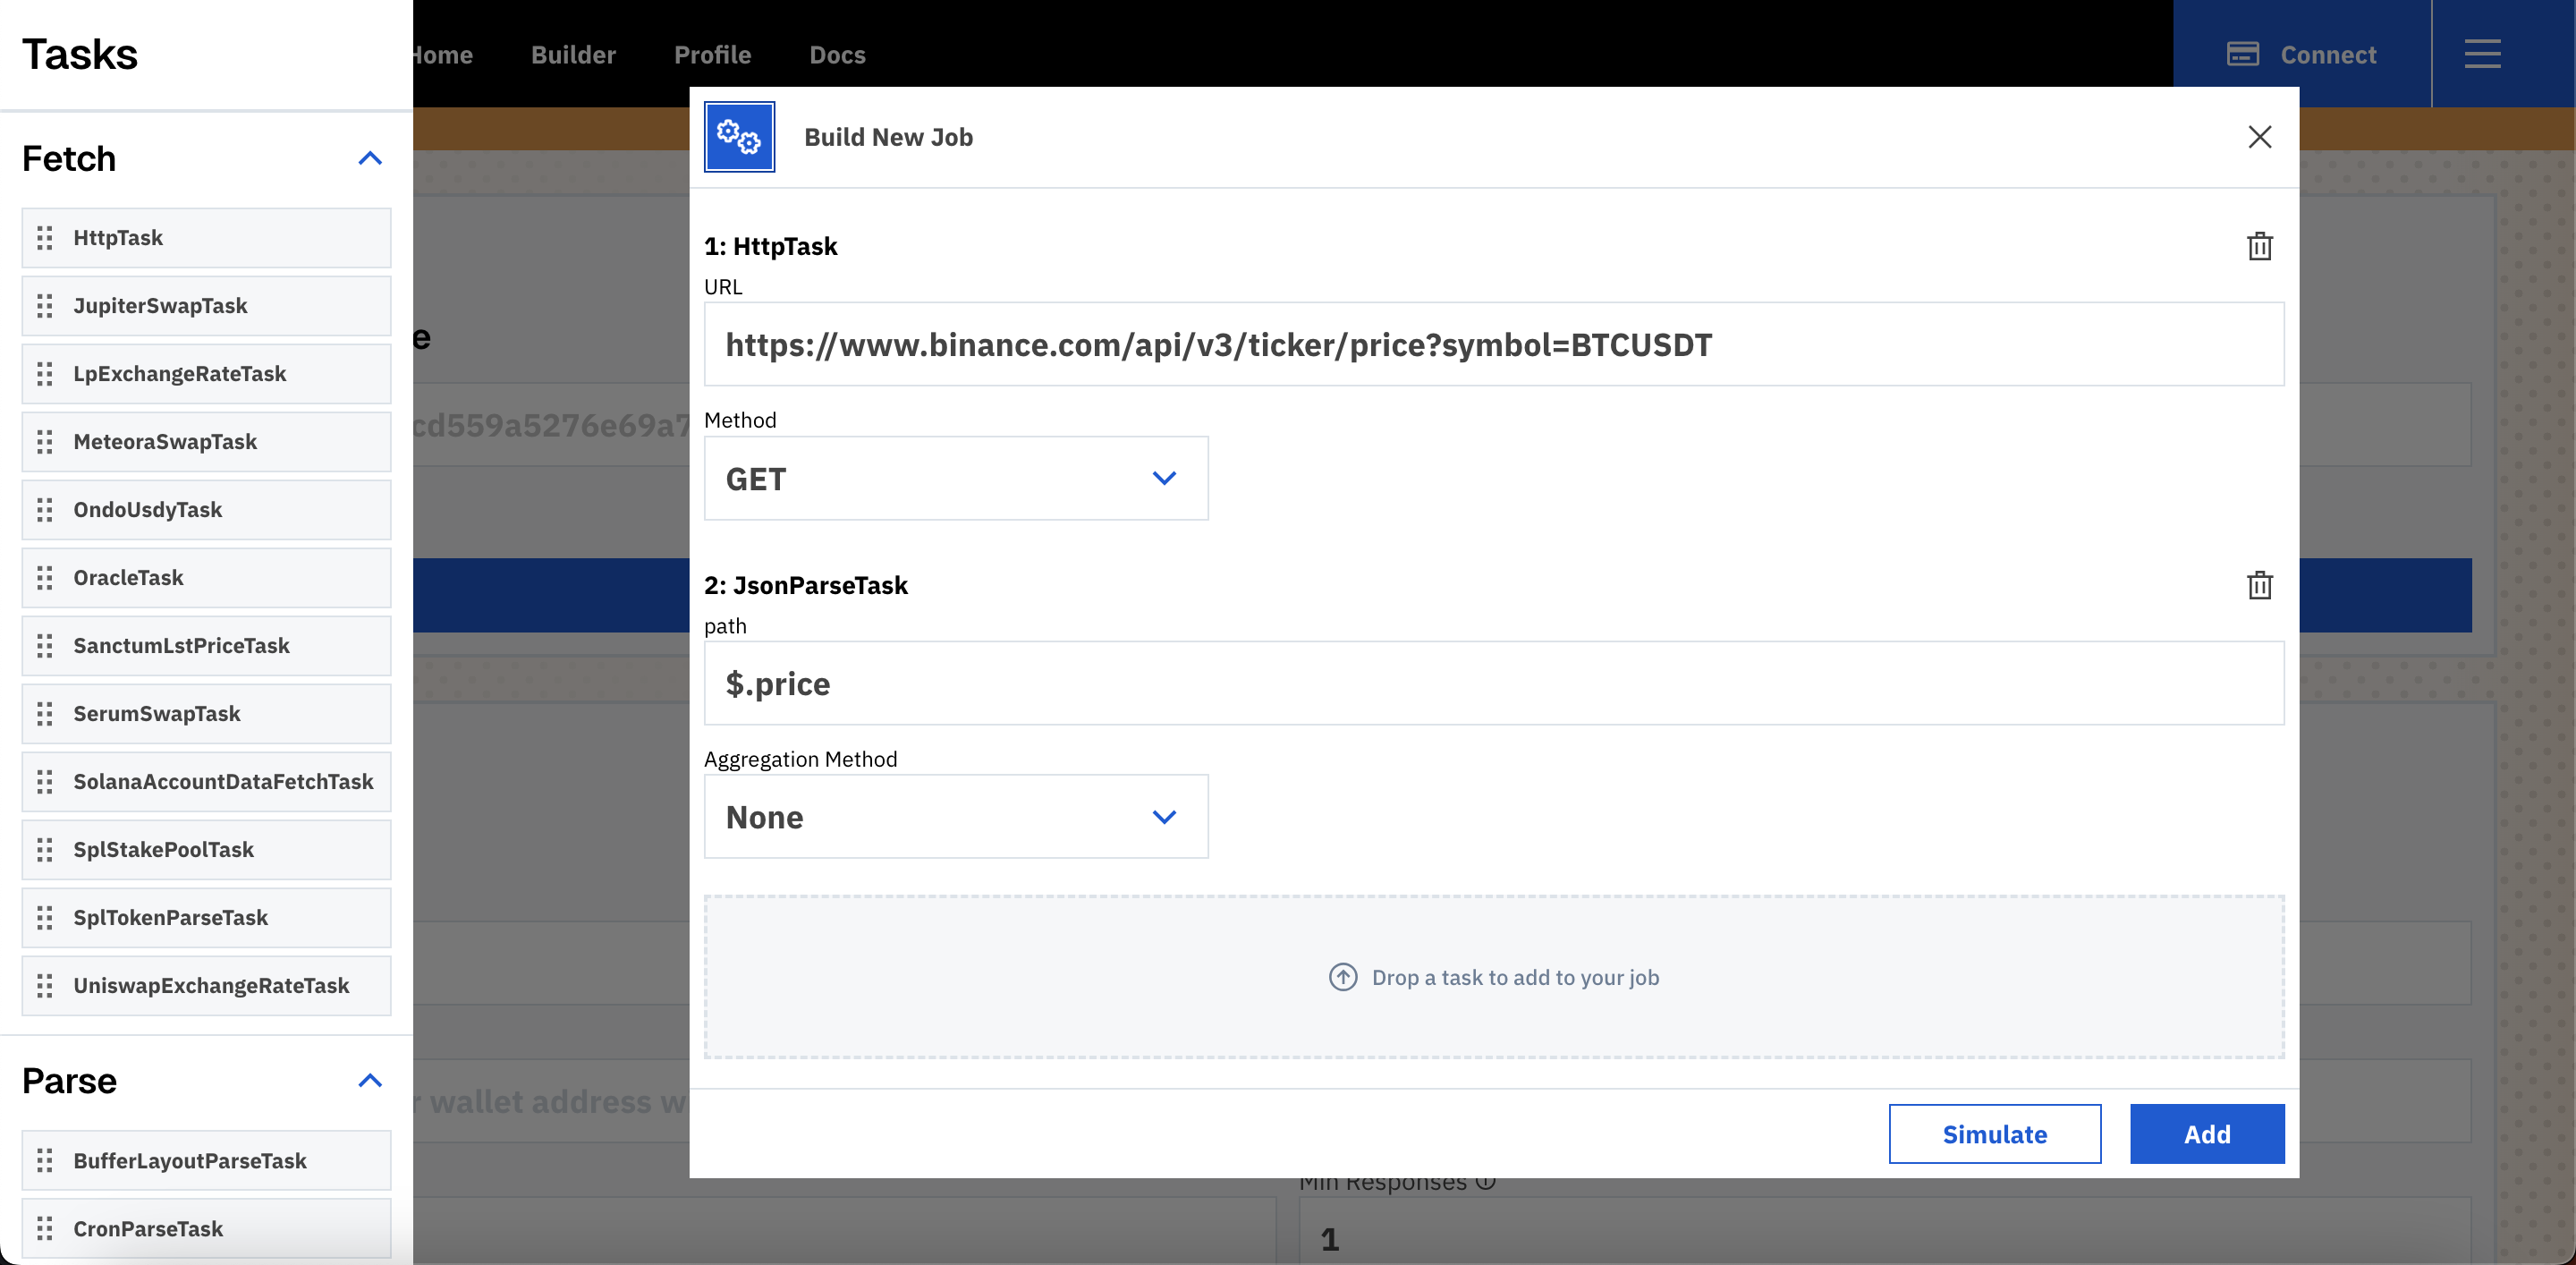 Tasks
Home
Builder
Profile
Docs
Connect
Fetch
HttpTask
JupiterSwapTask
LpExchangeRateTask
MeteoraSwapTask
OndoUsdyTask
OracleTask
SanctumLstPriceTask
SerumSwapTask
SolanaAccountDataFetchTask
SplStakePoolTask
SplTokenParseTask
UniswapExchangeRateTask
Parse
BufferLayoutParseTask
CronParseTask
e
cd559a5276e69a7
r wallet address w
Build New Job
1: HttpTask
URL
https://www.binance.com/api/v3/ticker/price?symbol=BTCUSDT
Method
GET
2: JsonParseTask
path
$.price
Aggregation Method
None
Drop a task to add to your job
Simulate
Add
Min Responses
1